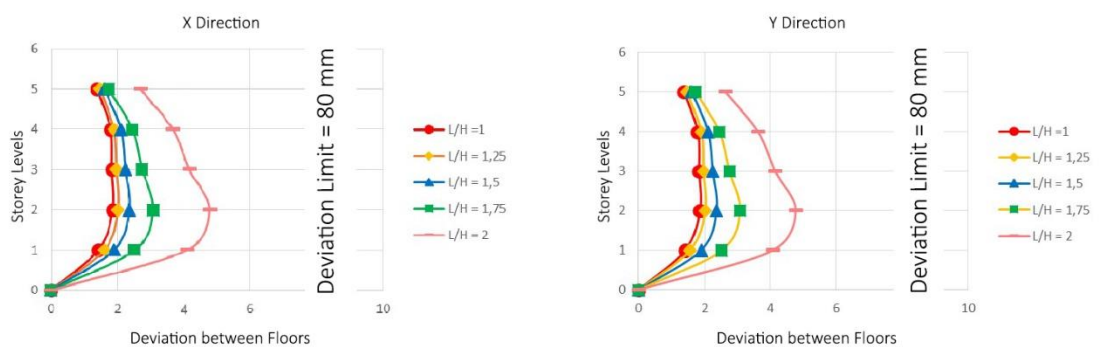 X Direction
6
5
4
3
2
1
0
0
2
4
6
10
Storey Levels
Deviation between Floors
Deviation Limit = 80 mm
L/H =1
L/H = 1,25
L/H = 1,5
L/H = 1,75
L/H = 2
Y Direction
6
5
4
3
2
1
0
0
2
4
6
10
Storey Levels
Deviation between Floors
Deviation Limit = 80 mm
L/H =1
L/H = 1,25
L/H = 1,5
L/H = 1,75
L/H = 2